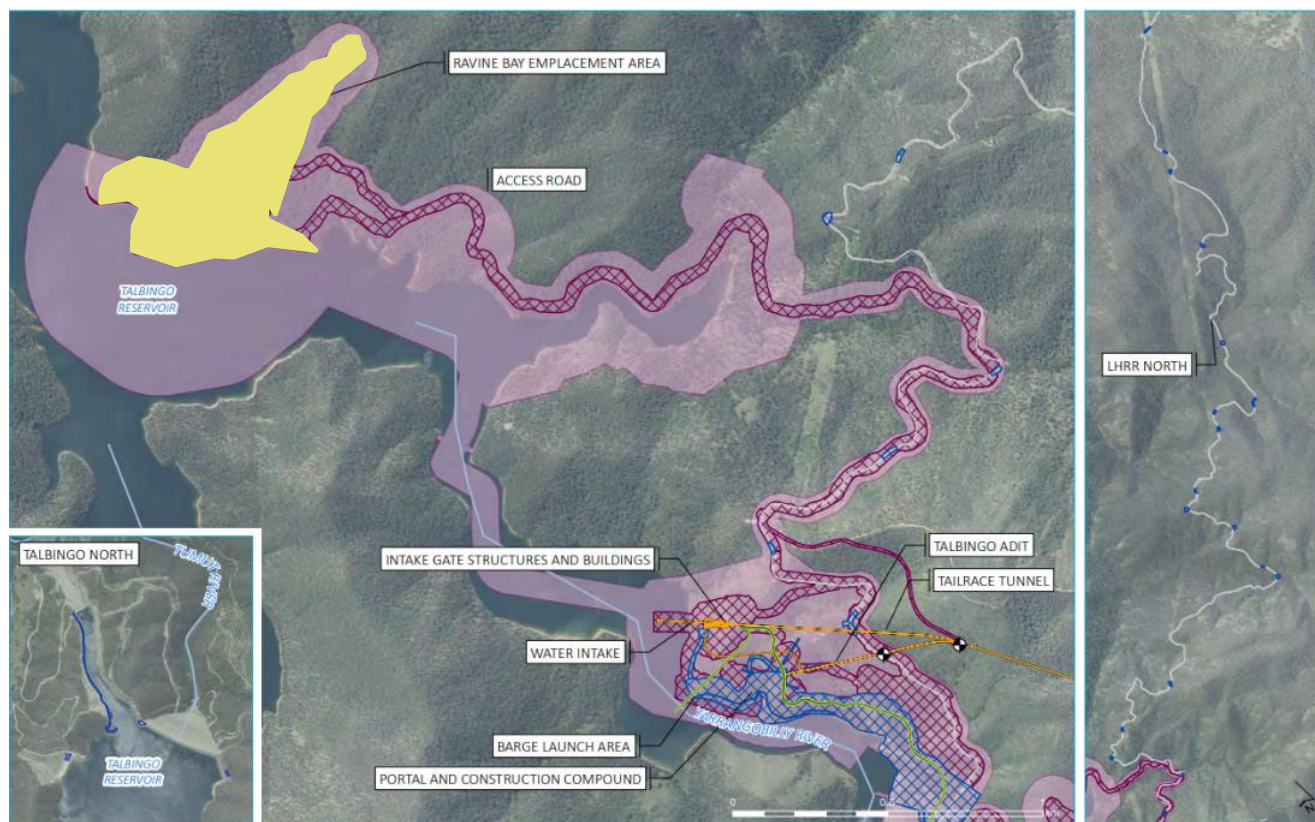 RAVINE BAY EMPLACEMENT AREA
ACCESS ROAD
TALBINGO
RESERVOIR
LHRR NORTH
TALBINGO NORTH
TUMUT RIVER
TALBINGO
RESERVOIR
INTAKE GATE STRUCTURES AND BUILDINGS
TALBINGO ADIT
TAILRACE TUNNEL
WATER INTAKE
YARRANGOBILLY RIVER
BARGE LAUNCH AREA
PORTAL AND CONSTRUCTION COMPOUND
0